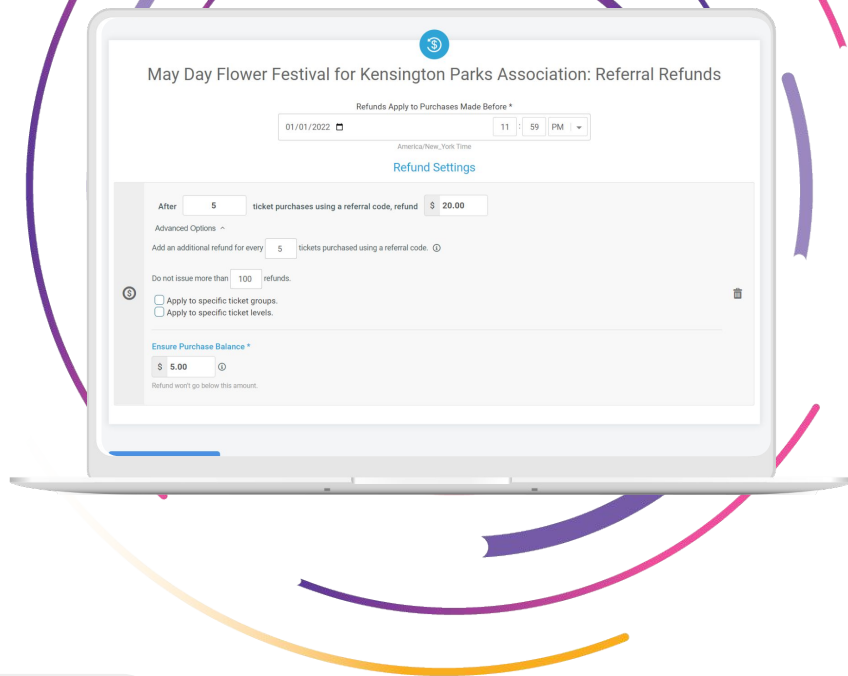 May Day Flower Festival for Kensington Parks Association: Referral Refunds
Refunds Apply to Purchases Made Before *
01/01/2022 11 : 59 PM
America/New_York Time
Refund Settings
After 5 ticket purchases using a referral code, refund $ 20.00
Advanced Options
Add an additional refund for every 5 tickets purchased using a referral code.
Do not issue more than 100 refunds.
Apply to specific ticket groups.
Apply to specific ticket levels.
Ensure Purchase Balance *
$ 5.00
Refund won't go below this amount.